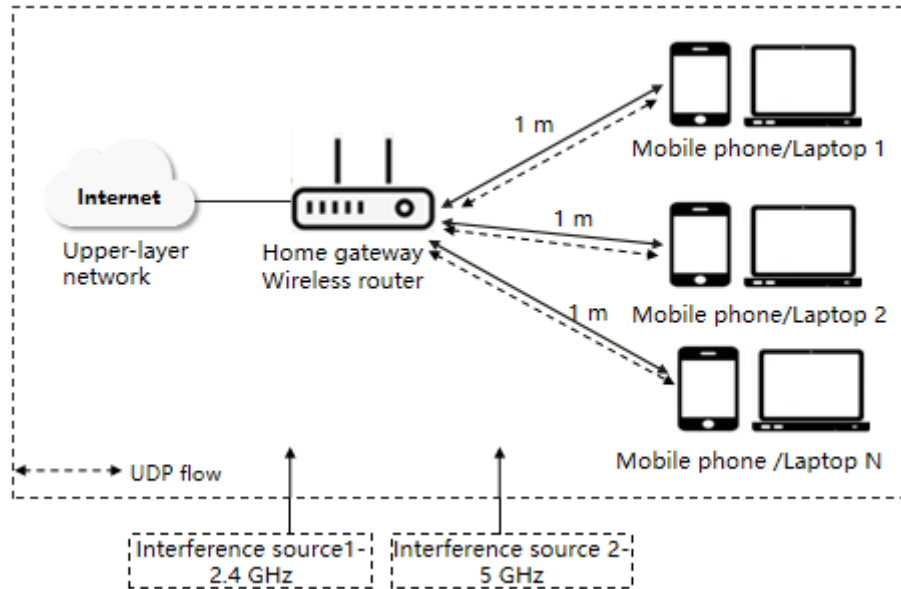 1 m
Mobile phone/Laptop 1
Internet
Upper-layer
network
Home gateway
Wireless router
1 m
Mobile phone/Laptop 2
1 m
Mobile phone /Laptop N
UDP flow
Interference source1-
2.4 GHz
Interference source 2-
5 GHz